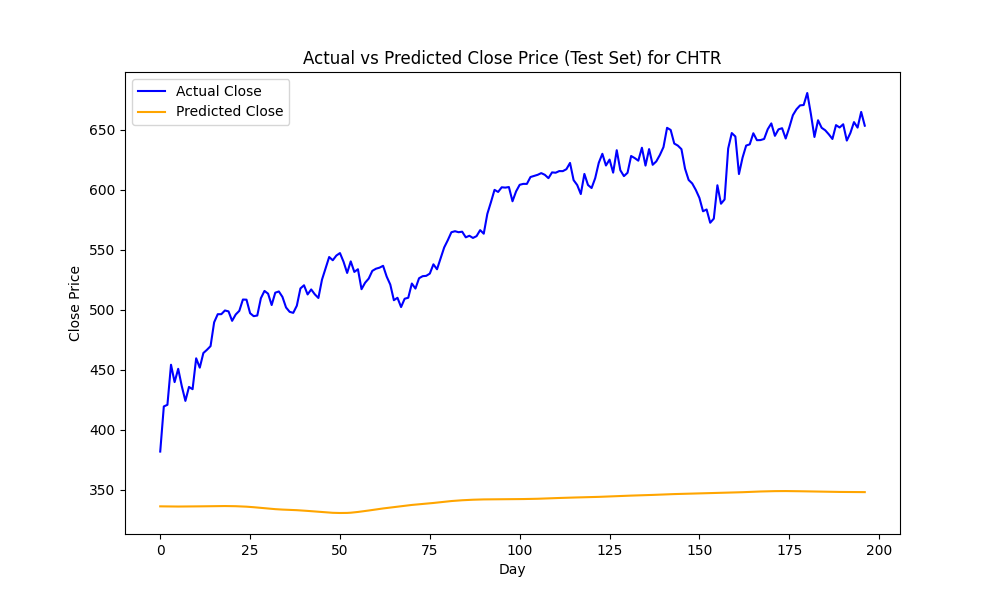 Actual vs Predicted Close Price (Test Set) for CHTR
Actual Close
Predicted Close
Close Price
650
600
550
500
450
400
350
0 25 50 75 100 125 150 175 200
Day